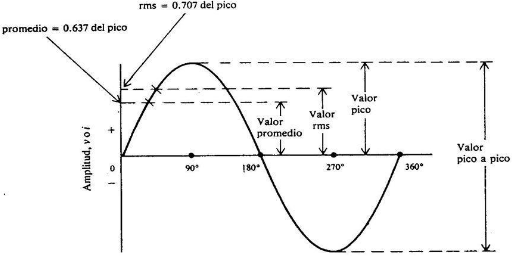 rms = 0.707 del pico
promedio = 0.637 del pico
Amplitud, v o i
+
0
−
90°
180°
270°
360°
Valor
promedio
Valor
rms
Valor
pico
Valor
pico a pico